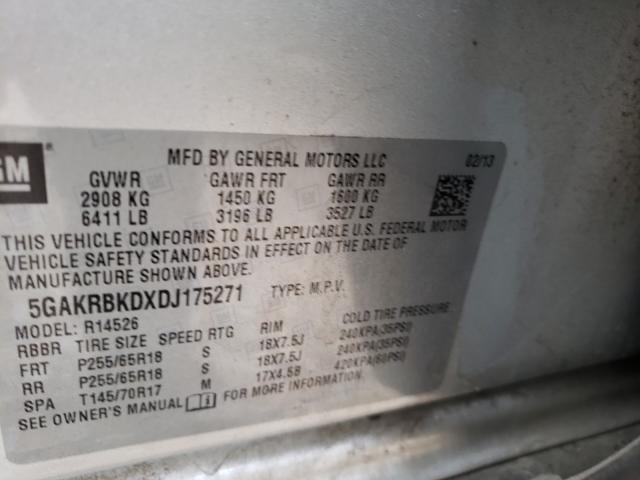 GM
MFD BY GENERAL MOTORS LLC 02/13
GVWR GAWR FRT GAWR RR
2908 KG 1450 KG 1600 KG
6411 LB 3196 LB 3527 LB
THIS VEHICLE CONFORMS TO ALL APPLICABLE U.S. FEDERAL MOTOR
VEHICLE SAFETY STANDARDS IN EFFECT ON THE DATE OF
MANUFACTURE SHOWN ABOVE.
5GAKRBKDXDJ175271 TYPE: M.P.V.
MODEL: R14526
RBBR TIRE SIZE SPEED RTG RIM
FRT P255/65R18 S 18X7.5J 240KPA(35PSI)
RR P255/65R18 S 18X7.5J 240KPA(35PSI)
SPA T145/70R17 M 17X4.5B 420KPA(60PSI)
SEE OWNER'S MANUAL FOR MORE INFORMATION.